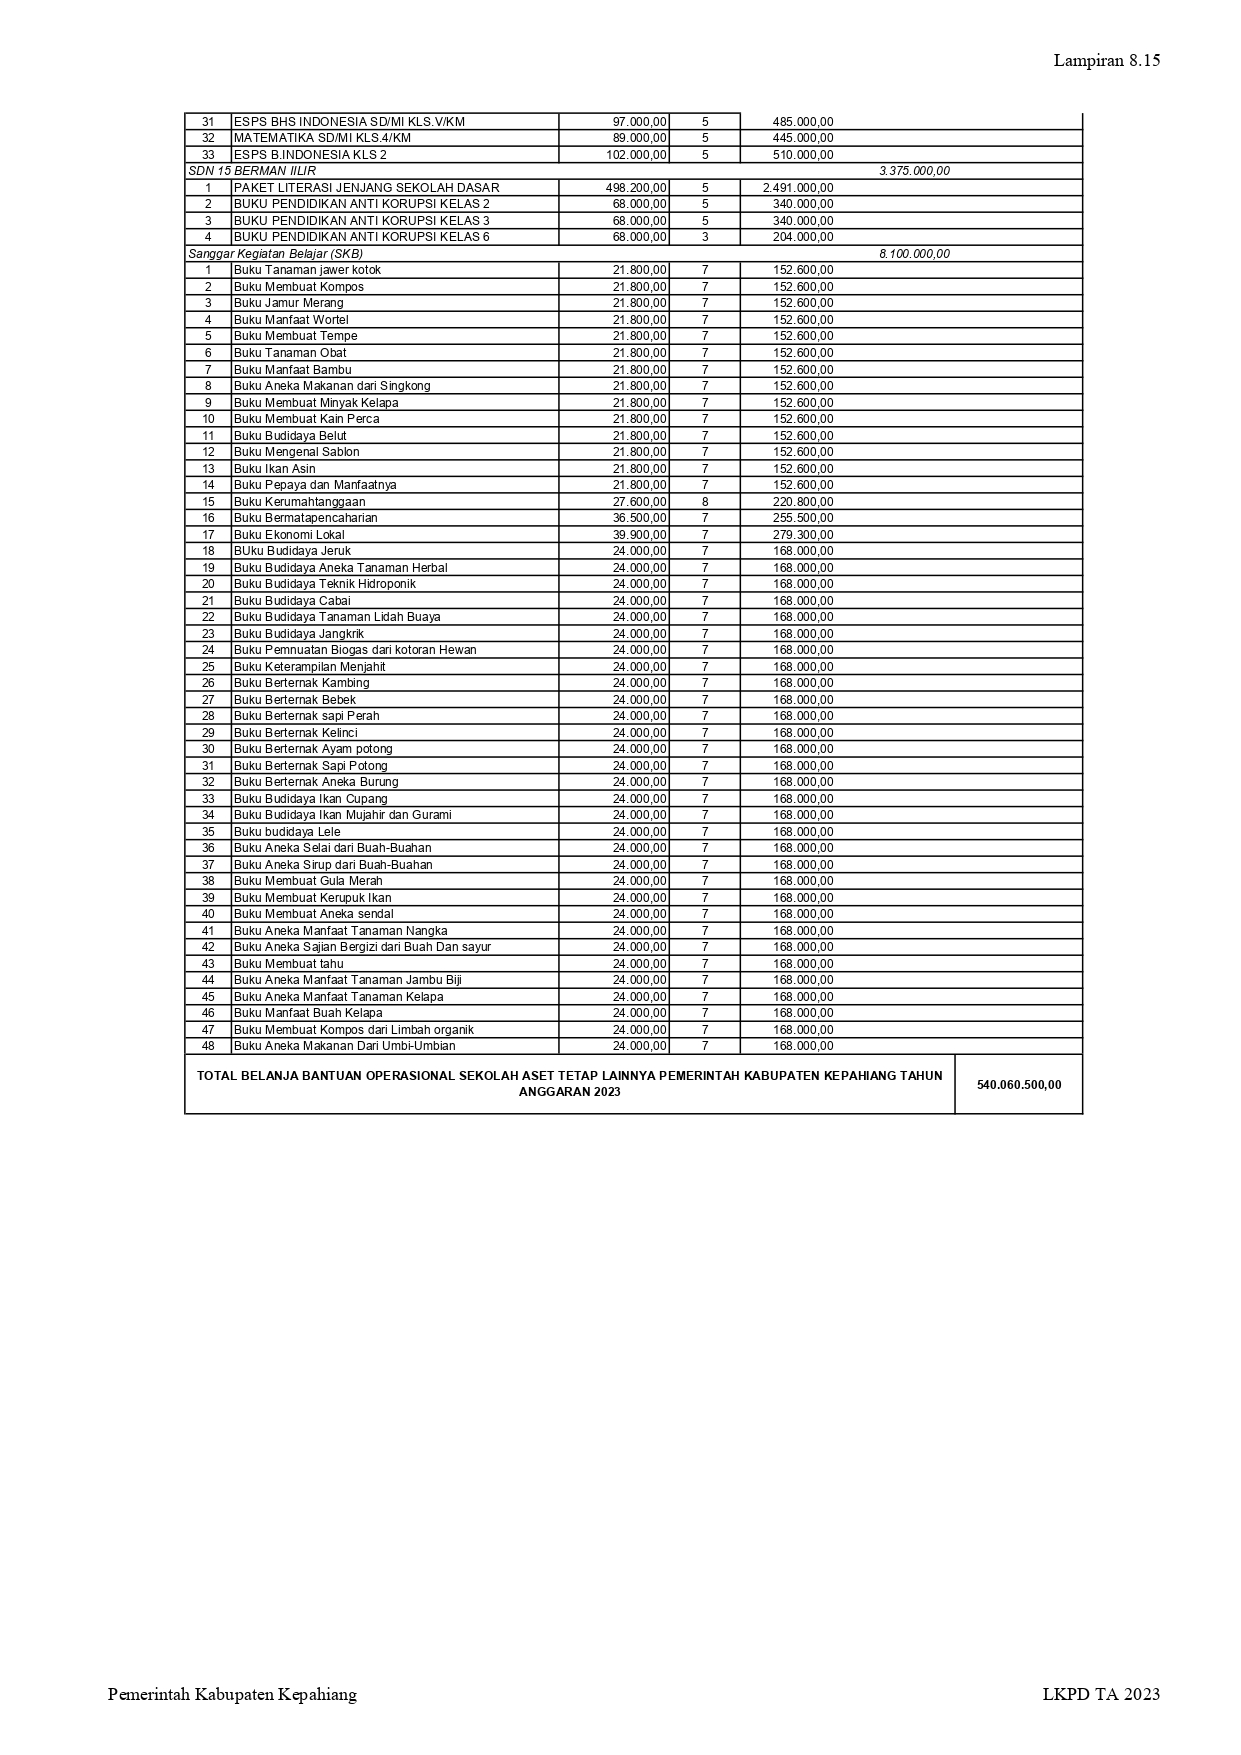 Lampiran 8.15
31 ESPS BHS INDONESIA SD/MI KLS.V/KM 97.000,00 5 485.000,00
32 MATEMATIKA SD/MI KLS.4/KM 89.000,00 5 445.000,00
33 ESPS B.INDONESIA KLS 2 102.000,00 5 510.000,00
SDN 15 BERMAN IILIR 3.375.000,00
1 PAKET LITERASI JENJANG SEKOLAH DASAR 498.200,00 5 2.491.000,00
2 BUKU PENDIDIKAN ANTI KORUPSI KELAS 2 68.000,00 5 340.000,00
3 BUKU PENDIDIKAN ANTI KORUPSI KELAS 3 68.000,00 5 340.000,00
4 BUKU PENDIDIKAN ANTI KORUPSI KELAS 6 68.000,00 3 204.000,00
Sanggar Kegiatan Belajar (SKB) 8.100.000,00
1 Buku Tanaman jawer kotok 21.800,00 7 152.600,00
2 Buku Membuat Kompos 21.800,00 7 152.600,00
3 Buku Jamur Merang 21.800,00 7 152.600,00
4 Buku Manfaat Wortel 21.800,00 7 152.600,00
5 Buku Membuat Tempe 21.800,00 7 152.600,00
6 Buku Tanaman Obat 21.800,00 7 152.600,00
7 Buku Manfaat Bambu 21.800,00 7 152.600,00
8 Buku Aneka Makanan dari Singkong 21.800,00 7 152.600,00
9 Buku Membuat Minyak Kelapa 21.800,00 7 152.600,00
10 Buku Membuat Kain Perca 21.800,00 7 152.600,00
11 Buku Budidaya Belut 21.800,00 7 152.600,00
12 Buku Mengenal Sablon 21.800,00 7 152.600,00
13 Buku Ikan Asin 21.800,00 7 152.600,00
14 Buku Pepaya dan Manfaatnya 21.800,00 7 152.600,00
15 Buku Kerumahtanggaan 27.600,00 8 220.800,00
16 Buku Bermatapencaharian 36.500,00 7 255.500,00
17 Buku Ekonomi Lokal 39.900,00 7 279.300,00
18 BUku Budidaya Jeruk 24.000,00 7 168.000,00
19 Buku Budidaya Aneka Tanaman Herbal 24.000,00 7 168.000,00
20 Buku Budidaya Teknik Hidroponik 24.000,00 7 168.000,00
21 Buku Budidaya Cabai 24.000,00 7 168.000,00
22 Buku Budidaya Tanaman Lidah Buaya 24.000,00 7 168.000,00
23 Buku Budidaya Jangkrik 24.000,00 7 168.000,00
24 Buku Pemnuatan Biogas dari kotoran Hewan 24.000,00 7 168.000,00
25 Buku Keterampilan Menjahit 24.000,00 7 168.000,00
26 Buku Berternak Kambing 24.000,00 7 168.000,00
27 Buku Berternak Bebek 24.000,00 7 168.000,00
28 Buku Berternak sapi Perah 24.000,00 7 168.000,00
29 Buku Berternak Kelinci 24.000,00 7 168.000,00
30 Buku Berternak Ayam potong 24.000,00 7 168.000,00
31 Buku Berternak Sapi Potong 24.000,00 7 168.000,00
32 Buku Berternak Aneka Burung 24.000,00 7 168.000,00
33 Buku Budidaya Ikan Cupang 24.000,00 7 168.000,00
34 Buku Budidaya Ikan Mujahir dan Gurami 24.000,00 7 168.000,00
35 Buku budidaya Lele 24.000,00 7 168.000,00
36 Buku Aneka Selai dari Buah-Buahan 24.000,00 7 168.000,00
37 Buku Aneka Sirup dari Buah-Buahan 24.000,00 7 168.000,00
38 Buku Membuat Gula Merah 24.000,00 7 168.000,00
39 Buku Membuat Kerupuk Ikan 24.000,00 7 168.000,00
40 Buku Membuat Aneka sendal 24.000,00 7 168.000,00
41 Buku Aneka Manfaat Tanaman Nangka 24.000,00 7 168.000,00
42 Buku Aneka Sajian Bergizi dari Buah Dan sayur 24.000,00 7 168.000,00
43 Buku Membuat tahu 24.000,00 7 168.000,00
44 Buku Aneka Manfaat Tanaman Jambu Biji 24.000,00 7 168.000,00
45 Buku Aneka Manfaat Tanaman Kelapa 24.000,00 7 168.000,00
46 Buku Manfaat Buah Kelapa 24.000,00 7 168.000,00
47 Buku Membuat Kompos dari Limbah organik 24.000,00 7 168.000,00
48 Buku Aneka Makanan Dari Umbi-Umbian 24.000,00 7 168.000,00
TOTAL BELANJA BANTUAN OPERASIONAL SEKOLAH ASET TETAP LAINNYA PEMERINTAH KABUPATEN KEPAHIANG TAHUN
ANGGARAN 2023 540.060.500,00
Pemerintah Kabupaten Kepahiang LKPD TA 2023